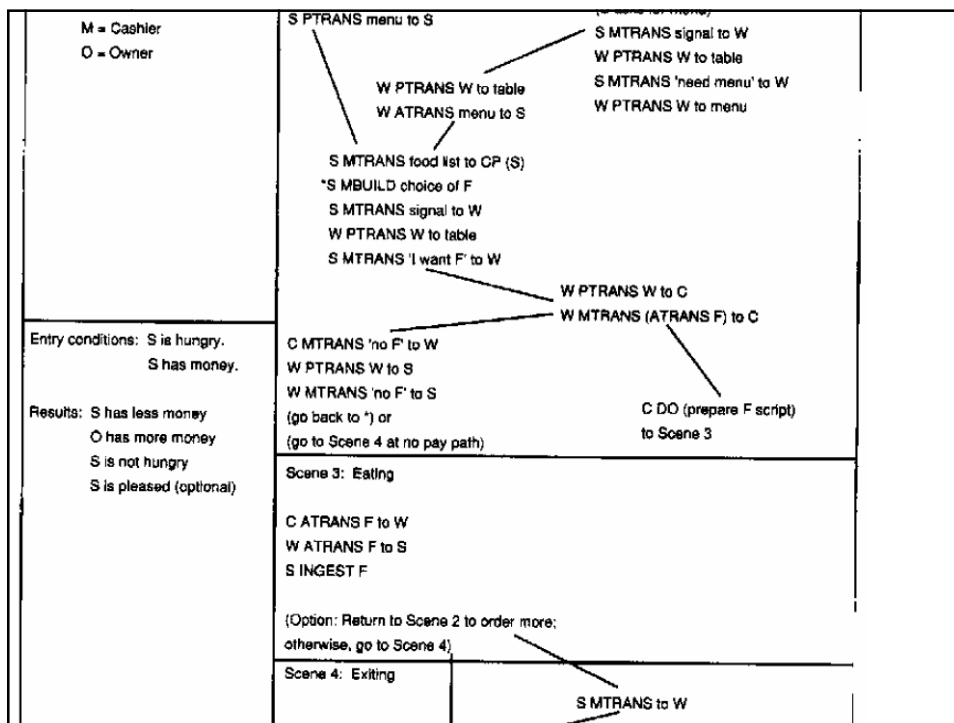 M = Cashier
O = Owner
Entry conditions: S is hungry.
S has money.
Results: S has less money
O has more money
S is not hungry
S is pleased (optional)
S PTRANS menu to S
S MTRANS signal to W
W PTRANS W to table
S MTRANS 'need menu' to W
W PTRANS W to menu
W PTRANS W to table
W ATRANS menu to S
S MTRANS food list to CP (S)
*S MBUILD choice of F
S MTRANS signal to W
W PTRANS W to table
S MTRANS 'I want F' to W
W PTRANS W to C
W MTRANS (ATRANS F) to C
C MTRANS 'no F' to W
W PTRANS W to S
W MTRANS 'no F' to S
(go back to *) or
(go to Scene 4 at no pay path)
C DO (prepare F script)
to Scene 3
Scene 3: Eating
C ATRANS F to W
W ATRANS F to S
S INGEST F
(Option: Return to Scene 2 to order more;
otherwise, go to Scene 4)
Scene 4: Exiting
S MTRANS to W